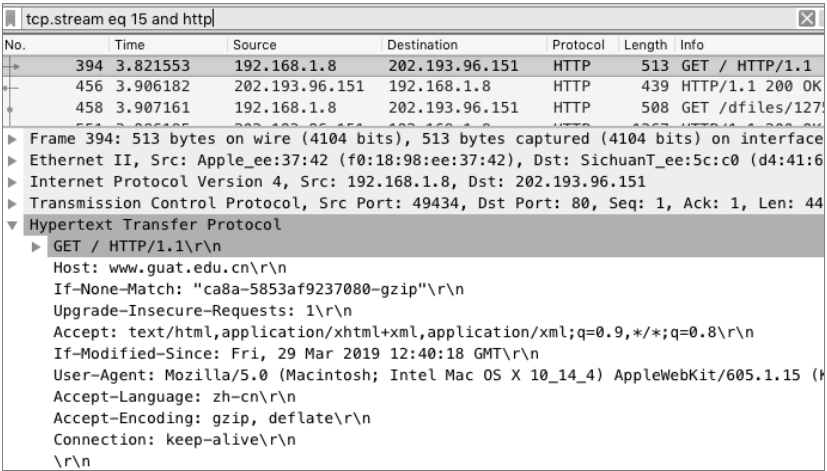 tcp.stream eq 15 and http
No. Time Source Destination Protocol Length Info
394 3.821553 192.168.1.8 202.193.96.151 HTTP 513 GET / HTTP/1.1
456 3.906182 202.193.96.151 192.168.1.8 HTTP 439 HTTP/1.1 200 OK
458 3.907161 192.168.1.8 202.193.96.151 HTTP 508 GET /dfiles/1275
Frame 394: 513 bytes on wire (4104 bits), 513 bytes captured (4104 bits) on interface
Ethernet II, Src: Apple_ee:37:42 (f0:18:98:ee:37:42), Dst: SichuanT_ee:5c:c0 (d4:41:6
Internet Protocol Version 4, Src: 192.168.1.8, Dst: 202.193.96.151
Transmission Control Protocol, Src Port: 49434, Dst Port: 80, Seq: 1, Ack: 1, Len: 44
Hypertext Transfer Protocol
GET / HTTP/1.1\r\n
Host: www.guat.edu.cn\r\n
If-None-Match: "ca8a-5853af9237080-gzip"\r\n
Upgrade-Insecure-Requests: 1\r\n
Accept: text/html,application/xhtml+xml,application/xml;q=0.9,*/*;q=0.8\r\n
If-Modified-Since: Fri, 29 Mar 2019 12:40:18 GMT\r\n
User-Agent: Mozilla/5.0 (Macintosh; Intel Mac OS X 10_14_4) AppleWebKit/605.1.15 (K
Accept-Language: zh-cn\r\n
Accept-Encoding: gzip, deflate\r\n
Connection: keep-alive\r\n
\r\n